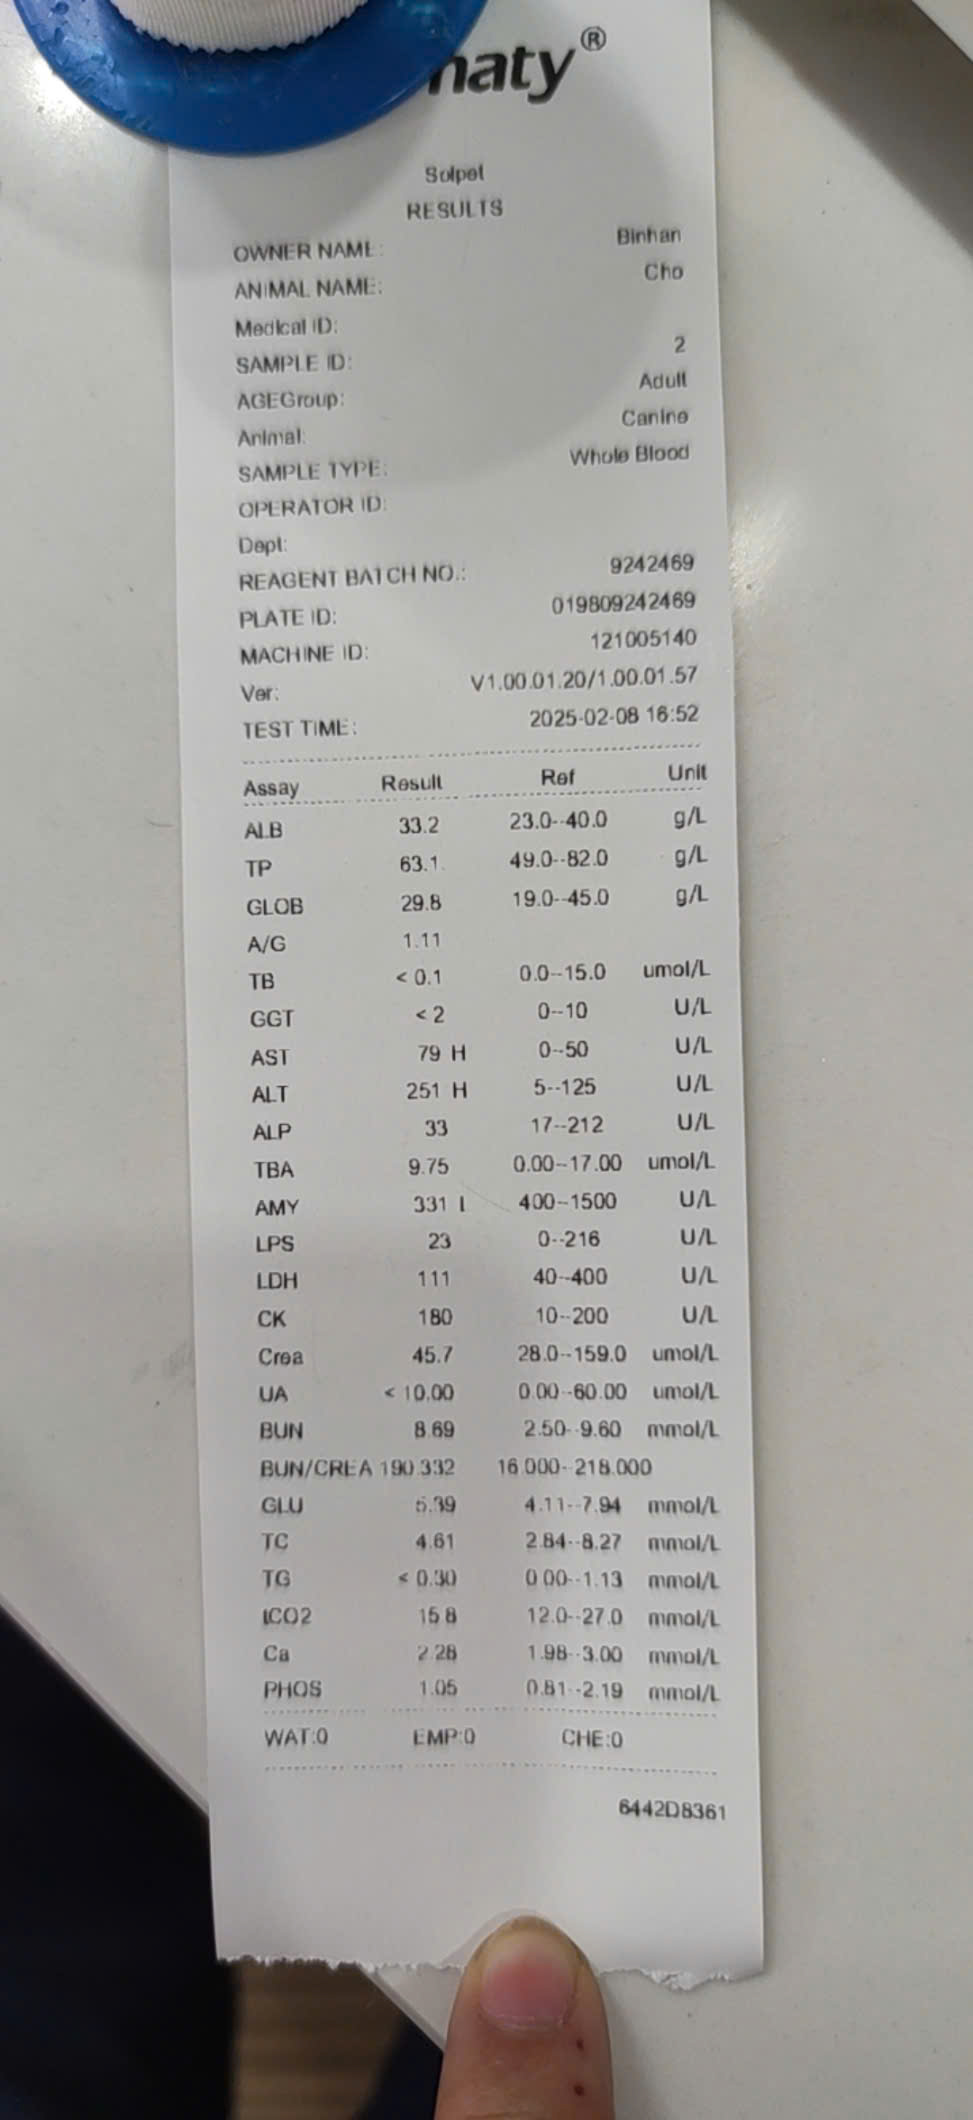 naty®
Solpet
RESULTS
OWNER NAME: Binhan
ANIMAL NAME: Cho
Medical ID:
SAMPLE ID: 2
AGEGroup: Adult
Animal: Canine
SAMPLE TYPE: Whole Blood
OPERATOR ID:
Dept:
REAGENT BATCH NO.: 9242469
PLATE ID: 019809242469
MACHINE ID: 121005140
Ver: V1.00.01.20/1.00.01.57
TEST TIME: 2025-02-08 16:52
Assay Result Ref Unit
ALB 33.2 23.0--40.0 g/L
TP 63.1 49.0--82.0 g/L
GLOB 29.8 19.0--45.0 g/L
A/G 1.11
TB < 0.1 0.0--15.0 umol/L
GGT < 2 0--10 U/L
AST 79 H 0--50 U/L
ALT 251 H 5--125 U/L
ALP 33 17--212 U/L
TBA 9.75 0.00--17.00 umol/L
AMY 331 L 400--1500 U/L
LPS 23 0--216 U/L
LDH 111 40--400 U/L
CK 180 10--200 U/L
Crea 45.7 28.0--159.0 umol/L
UA < 10.00 0.00--60.00 umol/L
BUN 8.69 2.50--9.60 mmol/L
BUN/CREA 190.332 16.000--218.000
GLU 5.39 4.11--7.94 mmol/L
TC 4.61 2.84--8.27 mmol/L
TG < 0.30 0.00--1.13 mmol/L
tCO2 15.8 12.0--27.0 mmol/L
Ca 2.28 1.98--3.00 mmol/L
PHOS 1.05 0.81--2.19 mmol/L
WAT:0 EMP:0 CHE:0
6442D8361